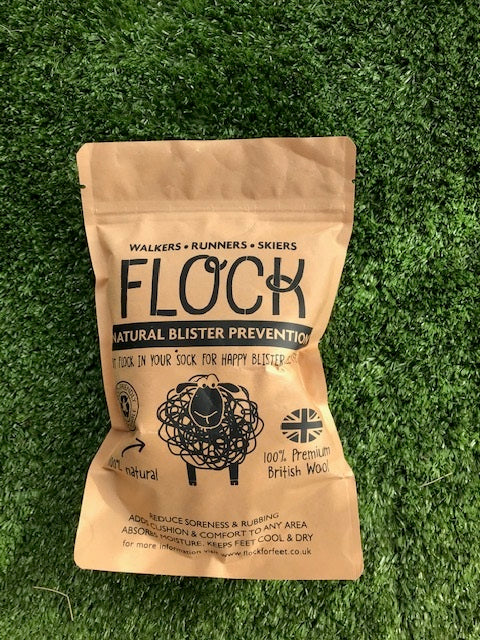 WALKERS • RUNNERS • SKIERS
FLOCK
NATURAL BLISTER PREVENTION
FLOCK IN YOUR SOCK FOR HAPPY
100% natural
100% Premium
British Wool
REDUCE SORENESS & RUBBING
ADDS CUSHION & COMFORT TO ANY AREA
ABSORBS MOISTURE. KEEPS FEET COOL & DRY
for more information visit www.flockforfeet.co.uk